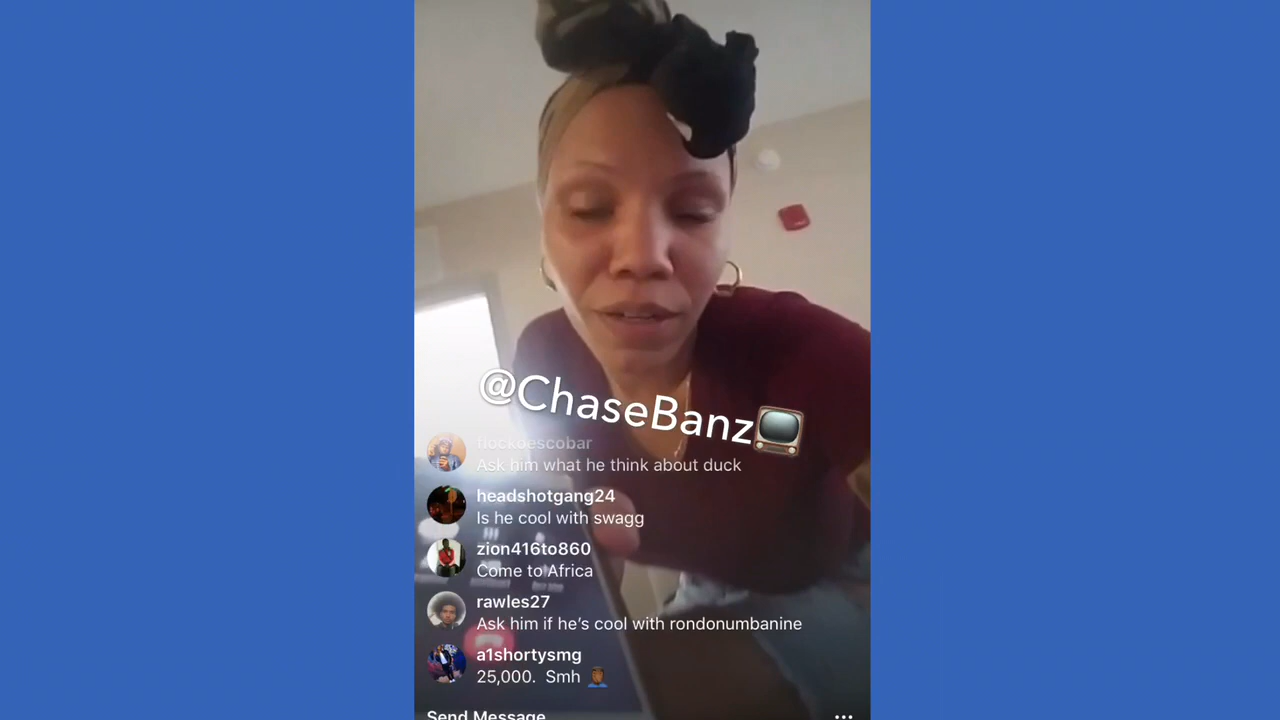 @ChaseBanz
flockoescobar
Ask him what he think about duck
headshotgang24
Is he cool with swagg
zion416to860
Come to Africa
rawles27
Ask him if he's cool with rondonumbanine
a1shortysmg
25,000. Smh 🤦🏾‍♂️
Send Message